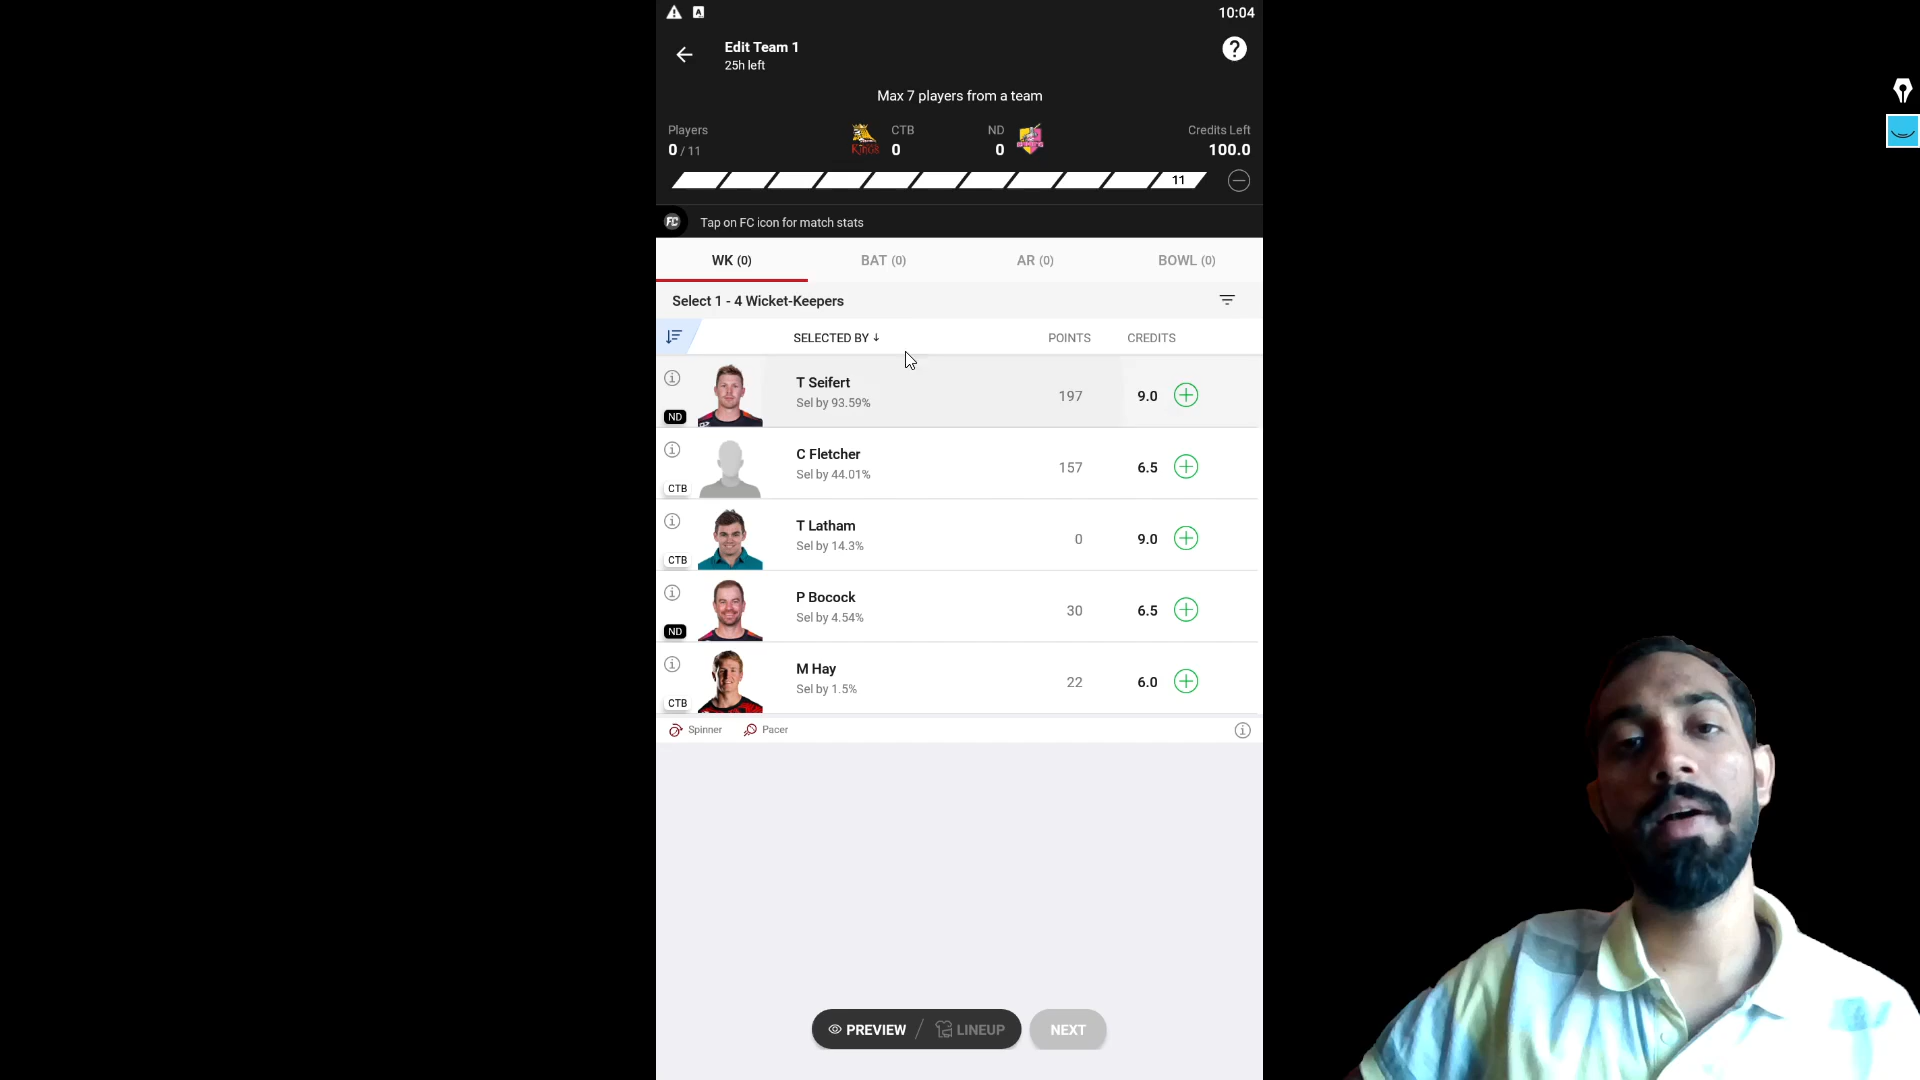 10:04
Edit Team 1
25h left
Max 7 players from a team
Players
CTB
ND
Credits Left
0 / 11
0
0
100.0
KINGS
11
FC Tap on FC icon for match stats
WK (0) BAT (0) AR (0) BOWL (0)
Select 1 - 4 Wicket-Keepers
SELECTED BY ↓ POINTS CREDITS
T Seifert
Sel by 93.59%
197 9.0
ND
C Fletcher
Sel by 44.01%
157 6.5
CTB
T Latham
Sel by 14.3%
0 9.0
CTB
P Bocock
Sel by 4.54%
30 6.5
ND
M Hay
Sel by 1.5%
22 6.0
CTB
Spinner Pacer
PREVIEW / LINEUP NEXT